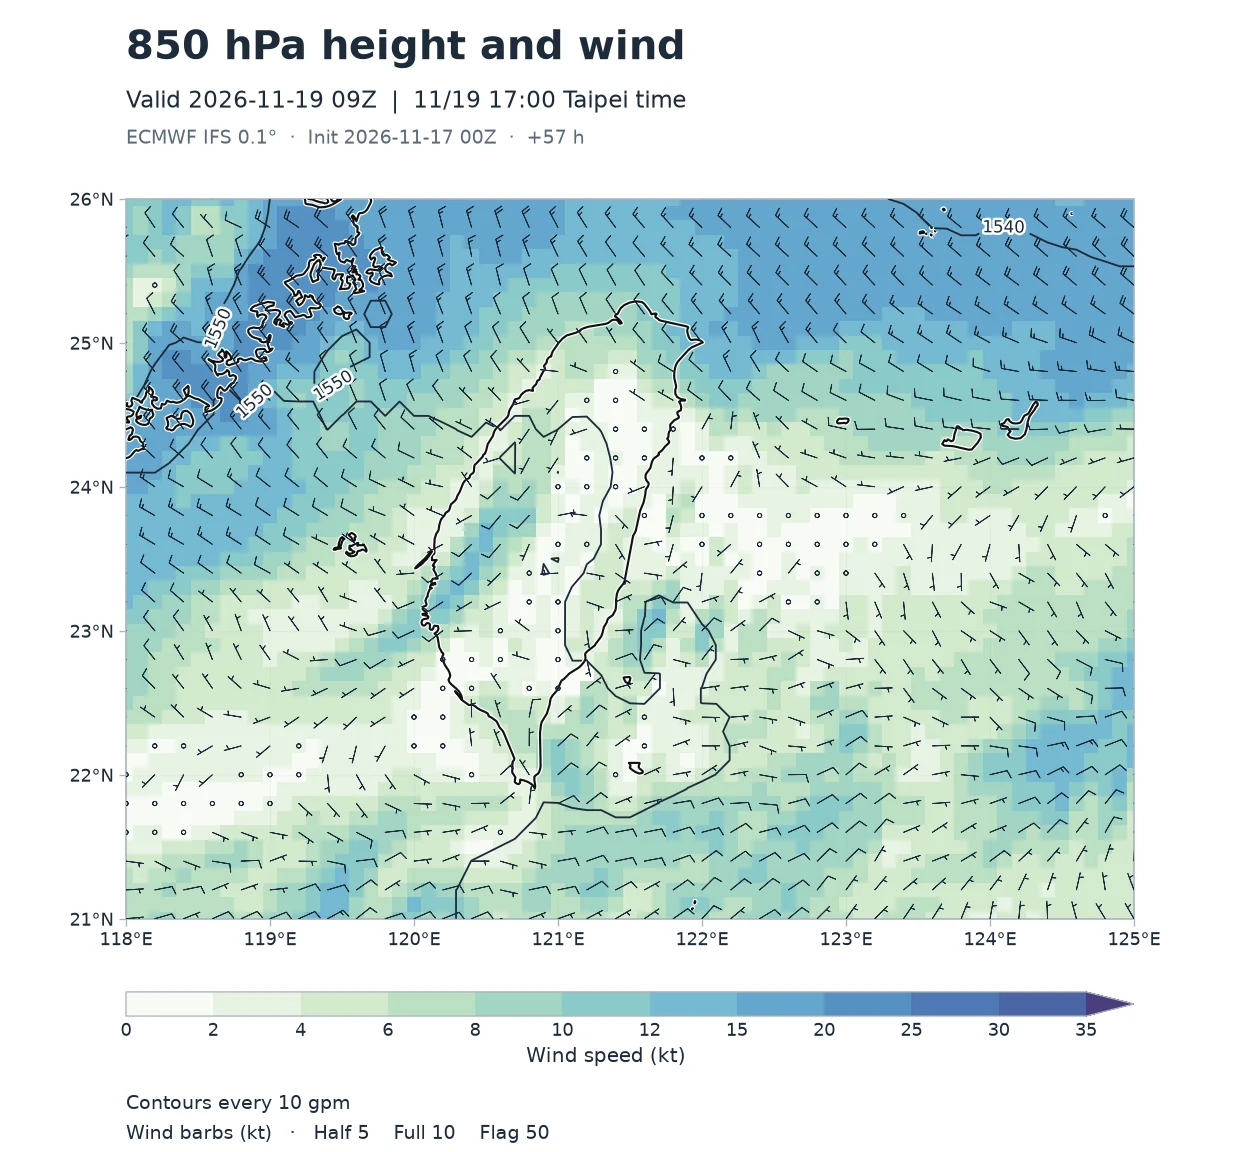 850 hPa height and wind
Valid 2026-11-19 09Z | 11/19 17:00 Taipei time
ECMWF IFS 0.1° · Init 2026-11-17 00Z · +57 h
26°N
25°N
24°N
23°N
22°N
21°N
1540
1550
1550
1550
118°E 119°E 120°E 121°E 122°E 123°E 124°E 125°E
0 2 4 6 8 10 12 15 20 25 30 35
Wind speed (kt)
Contours every 10 gpm
Wind barbs (kt) · Half 5 Full 10 Flag 50